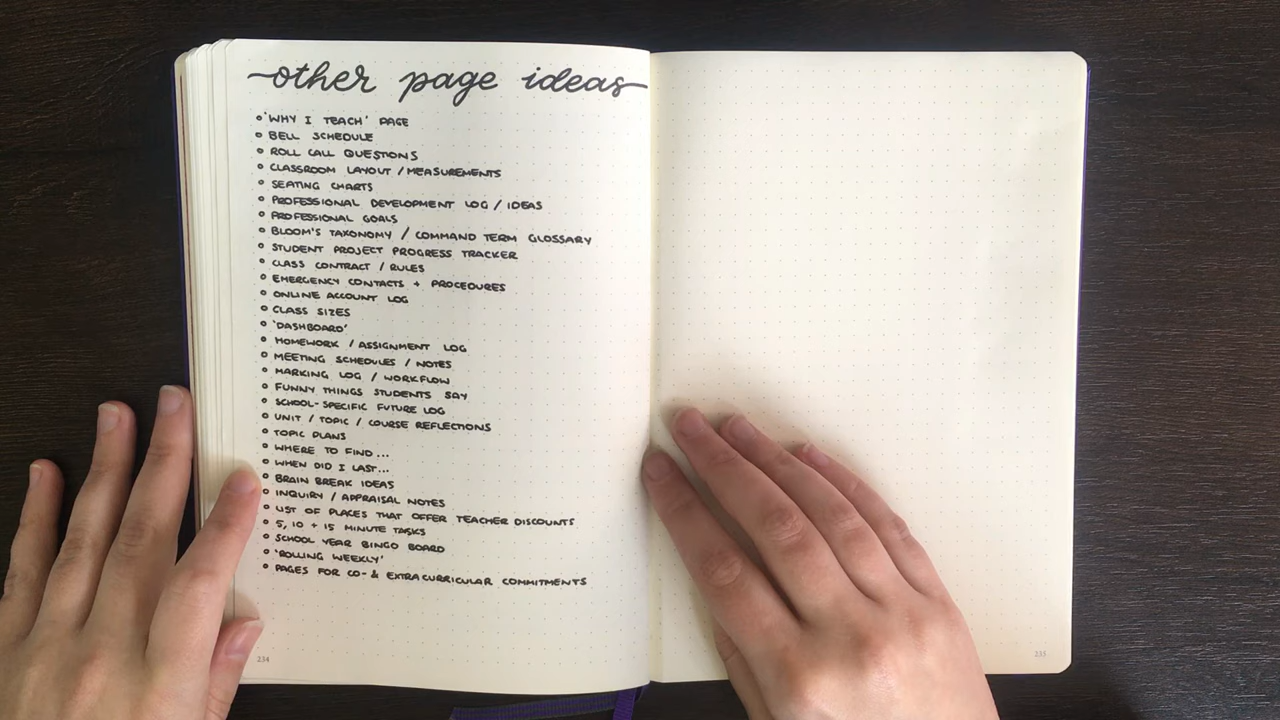 other page ideas
'WHY I TEACH' PAGE
BELL SCHEDULE
ROLL CALL QUESTIONS
CLASSROOM LAYOUT / MEASUREMENTS
SEATING CHARTS
PROFESSIONAL DEVELOPMENT LOG / IDEAS
PROFESSIONAL GOALS
BLOOM'S TAXONOMY / COMMAND TERM GLOSSARY
STUDENT PROJECT PROGRESS TRACKER
CLASS CONTRACT / RULES
EMERGENCY CONTACTS + PROCEDURES
ONLINE ACCOUNT LOG
CLASS SIZES
'DASHBOARD'
HOMEWORK / ASSIGNMENT LOG
MEETING SCHEDULES / NOTES
MARKING LOG / WORKFLOW
FUNNY THINGS STUDENTS SAY
SCHOOL-SPECIFIC FUTURE LOG
UNIT / TOPIC / COURSE REFLECTIONS
TOPIC PLANS
WHERE TO FIND...
WHEN DID I LAST...
BRAIN BREAK IDEAS
INQUIRY / APPRAISAL NOTES
LIST OF PLACES THAT OFFER TEACHER DISCOUNTS
5, 10 + 15 MINUTE TASKS
SCHOOL YEAR BINGO BOARD
'ROLLING WEEKLY'
PAGES FOR CO- & EXTRACURRICULAR COMMITMENTS
234
235